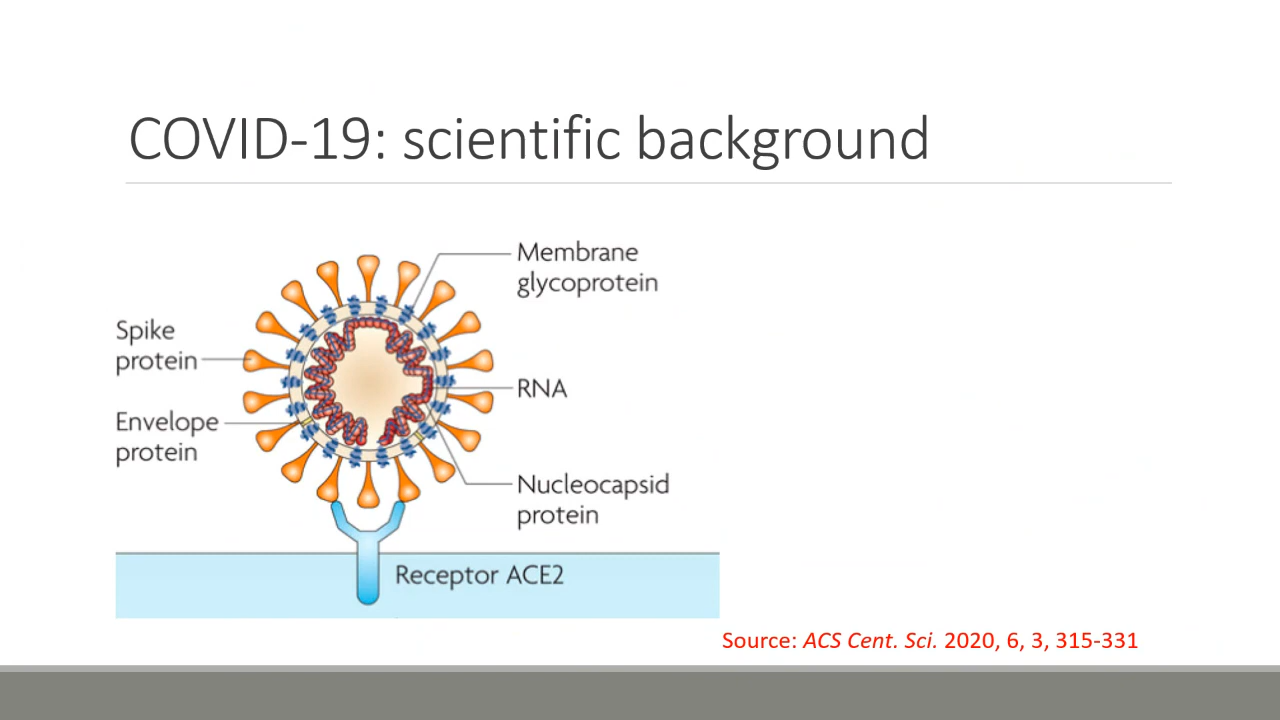 COVID-19: scientific background
Membrane
glycoprotein
Spike
protein
RNA
Envelope
protein
Nucleocapsid
protein
Receptor ACE2
Source: ACS Cent. Sci. 2020, 6, 3, 315-331